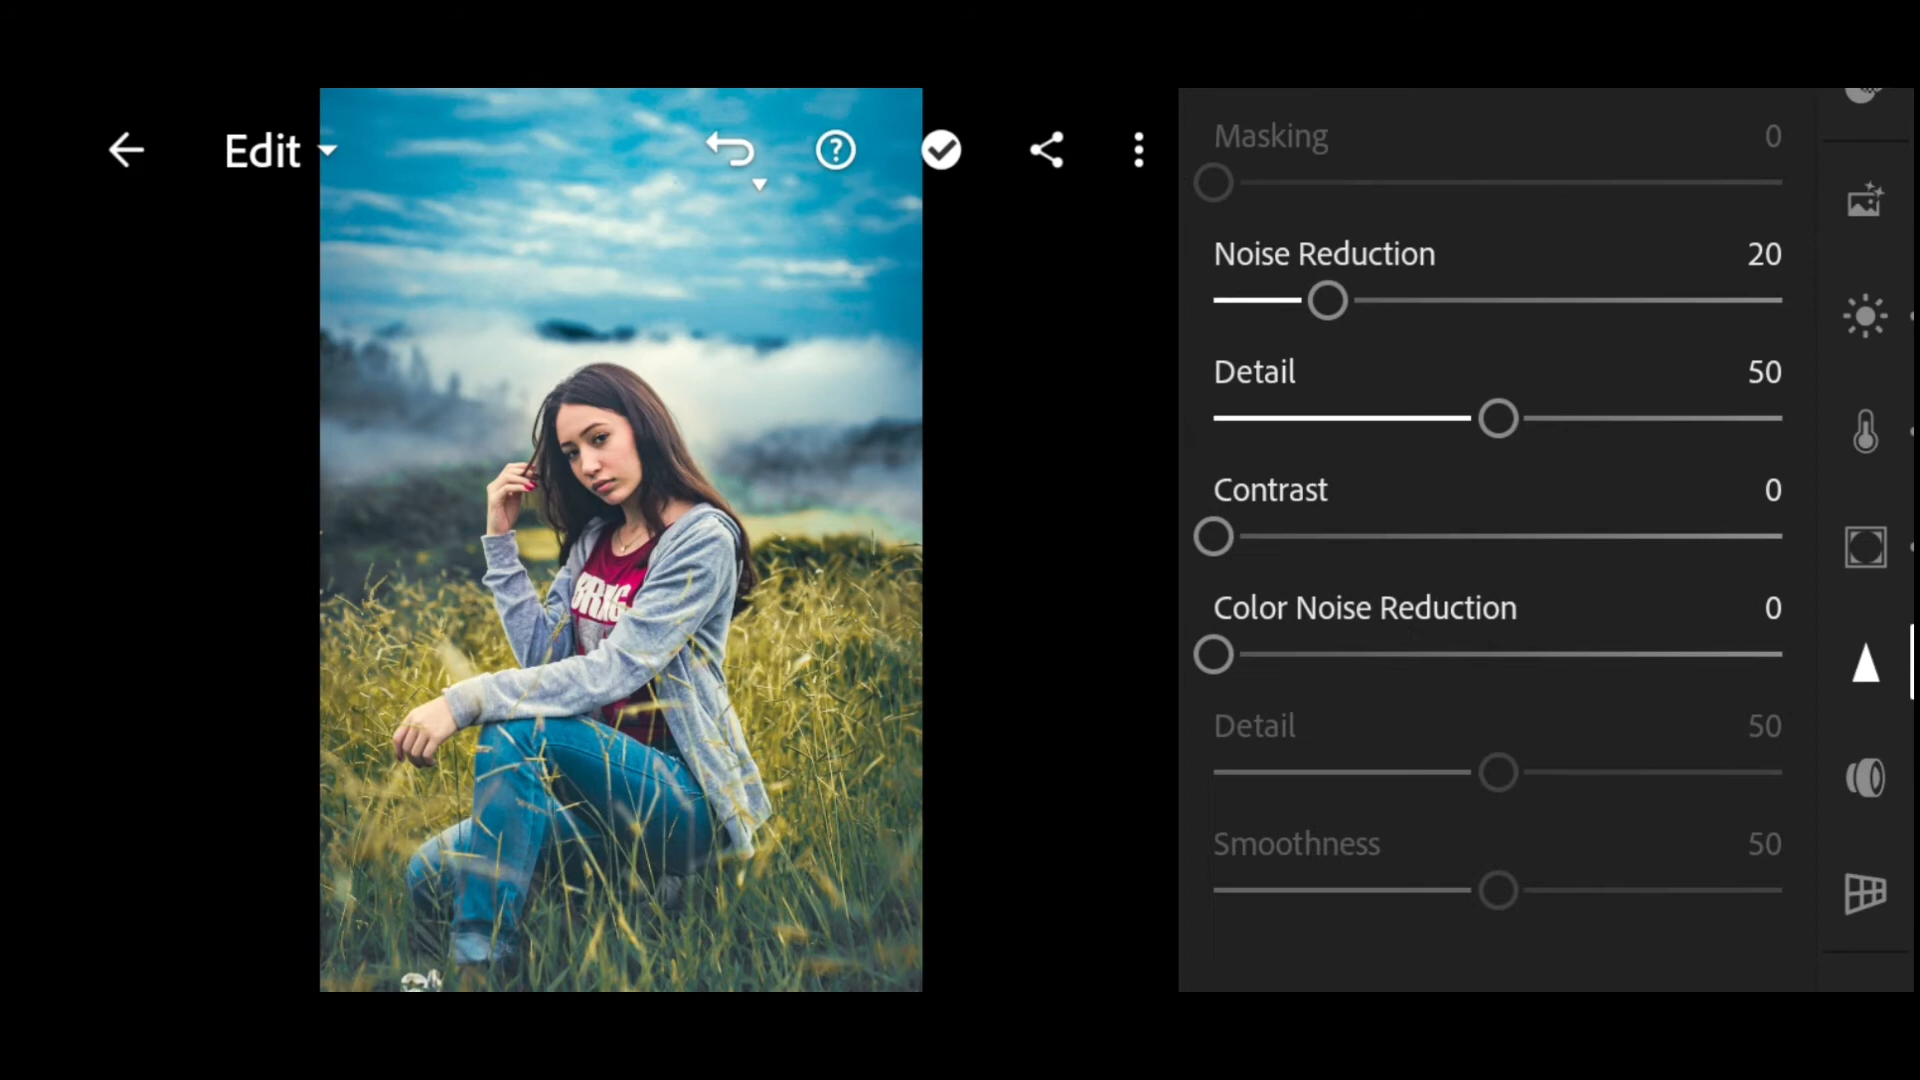 Edit
Masking 0
Noise Reduction 20
Detail 50
Contrast 0
Color Noise Reduction 0
Detail 50
Smoothness 50